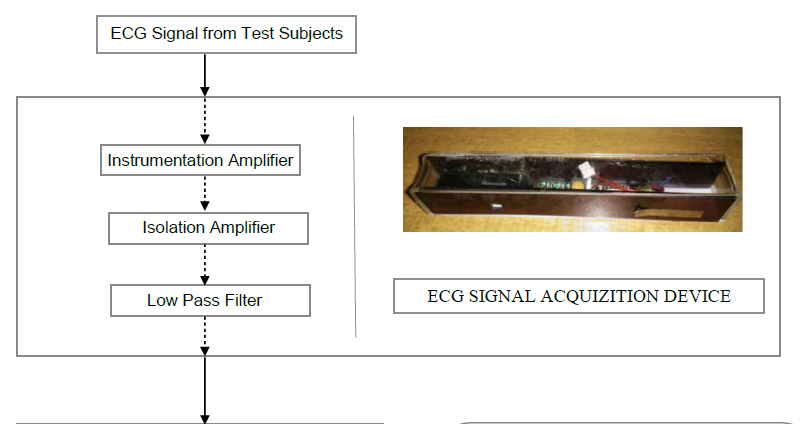 ECG Signal from Test Subjects
Instrumentation Amplifier
Isolation Amplifier
Low Pass Filter
ECG SIGNAL ACQUIZITION DEVICE